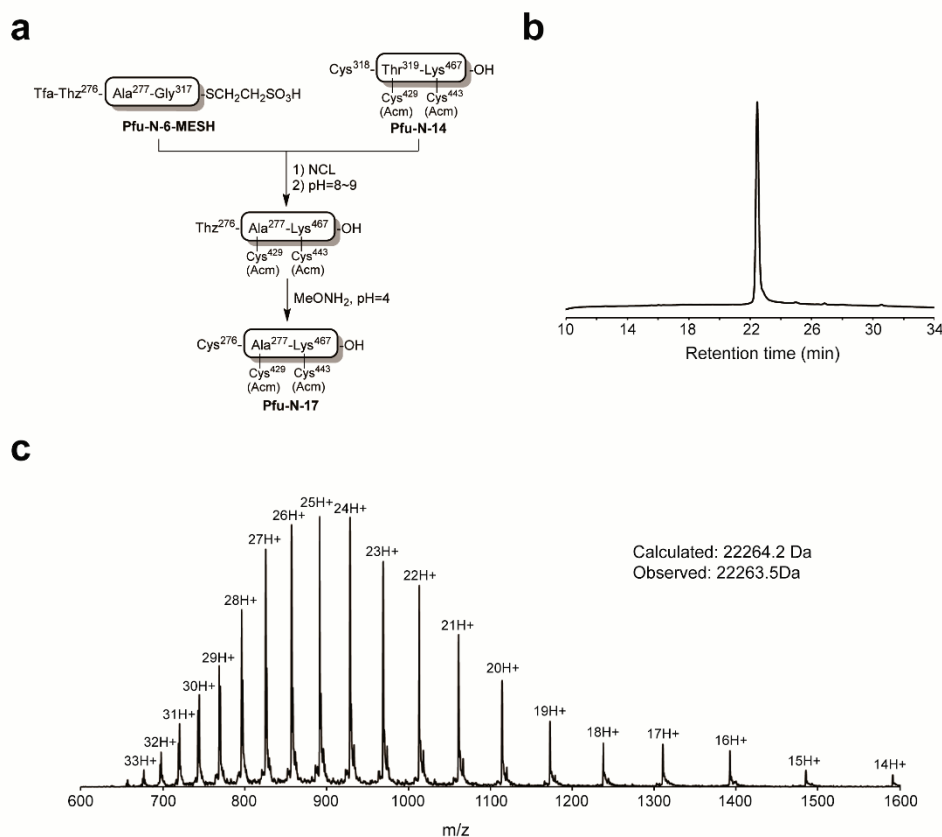 a
Tfa-Thz276- Ala277-Gly317 -SCH2CH2SO3H
Pfu-N-6-MESH
Cys318- Thr319-Lys467 -OH
Cys429 Cys443
(Acm) (Acm)
Pfu-N-14
1) NCL
2) pH=8~9
Thz276- Ala277-Lys467 -OH
Cys429 Cys443
(Acm) (Acm)
MeONH2, pH=4
Cys276- Ala277-Lys467 -OH
Cys429 Cys443
(Acm) (Acm)
Pfu-N-17
b
10 14 18 22 26 30 34
Retention time (min)
c
33H+
32H+
31H+
30H+
29H+
28H+
27H+
26H+
25H+
24H+
23H+
22H+
21H+
20H+
19H+
18H+
17H+
16H+
15H+
14H+
Calculated: 22264.2 Da
Observed: 22263.5Da
600 700 800 900 1000 1100 1200 1300 1400 1500 1600
m/z